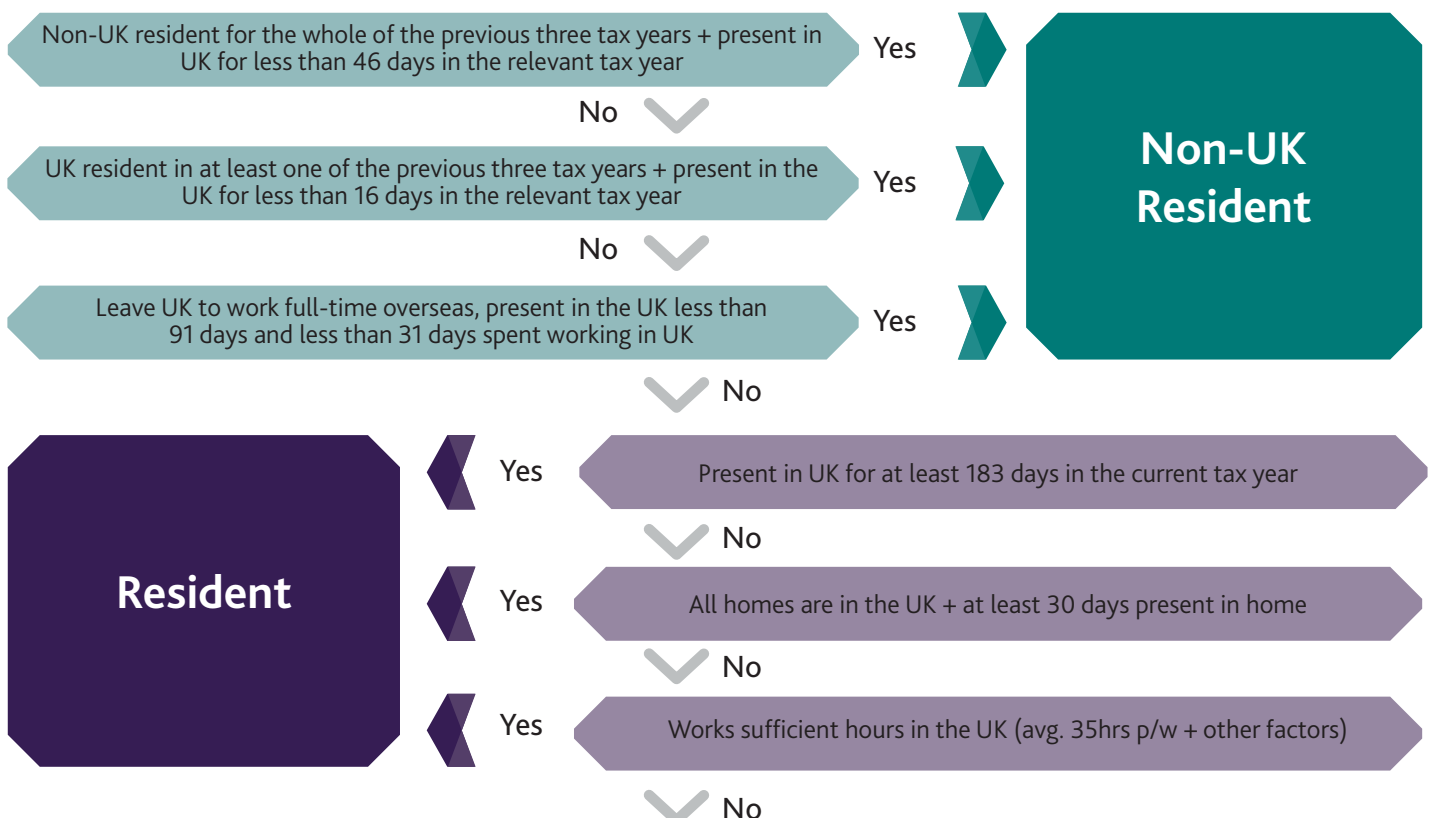 Non-UK resident for the whole of the previous three tax years + present in
UK for less than 46 days in the relevant tax year
Yes
No
UK resident in at least one of the previous three tax years + present in the
UK for less than 16 days in the relevant tax year
Yes
Non-UK
Resident
No
Leave UK to work full-time overseas, present in the UK less than
91 days and less than 31 days spent working in UK
Yes
No
Present in UK for at least 183 days in the current tax year
Yes
No
Resident
All homes are in the UK + at least 30 days present in home
Yes
No
Works sufficient hours in the UK (avg. 35hrs p/w + other factors)
Yes
No